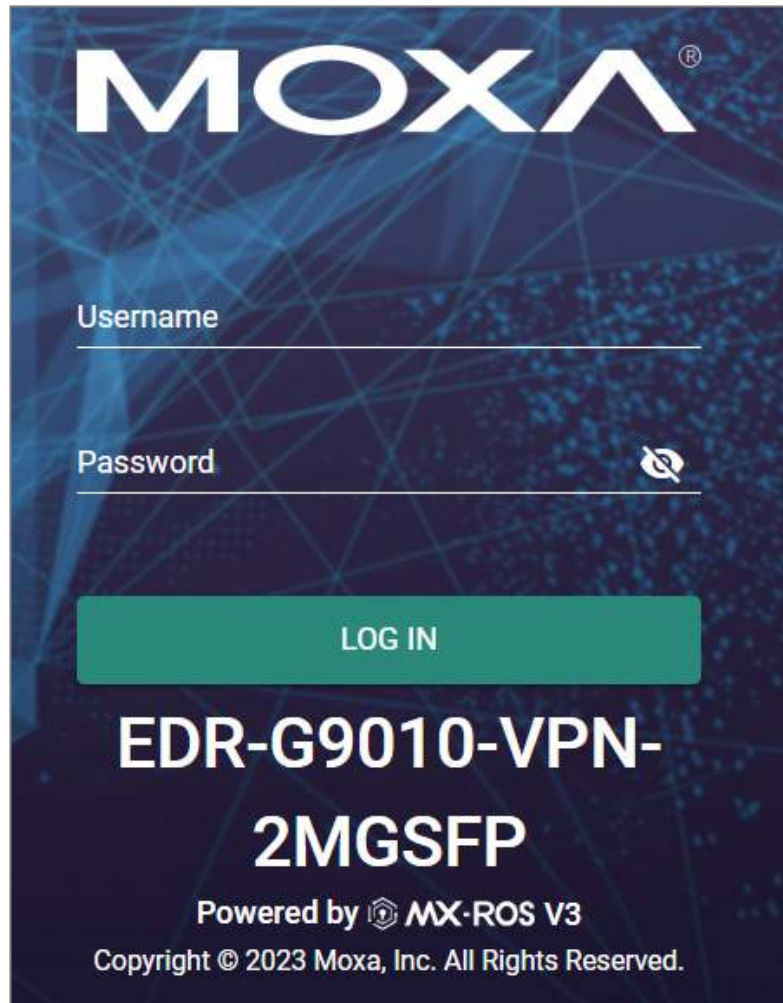 MOXA®
Username
Password
LOG IN
EDR-G9010-VPN-
2MGSFP
Powered by MX-ROS V3
Copyright © 2023 Moxa, Inc. All Rights Reserved.